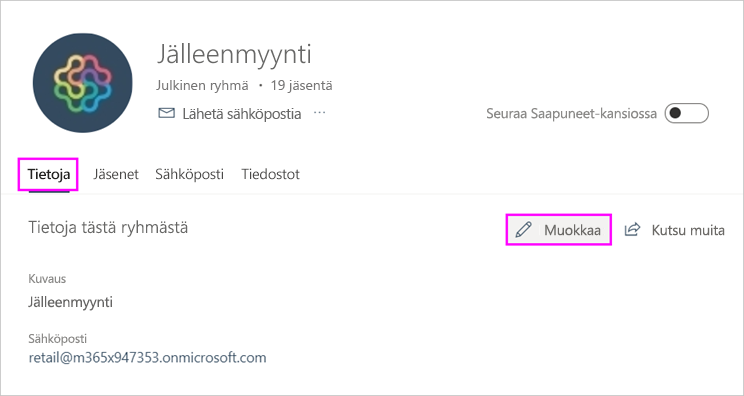 Jälleenmyynti
Julkinen ryhmä • 19 jäsentä
Lähetä sähköpostia ···
Seuraa Saapuneet-kansiossa
Tietoja Jäsenet Sähköposti Tiedostot
Tietoja tästä ryhmästä
Muokkaa Kutsu muita
Kuvaus
Jälleenmyynti
Sähköposti
retail@m365x947353.onmicrosoft.com